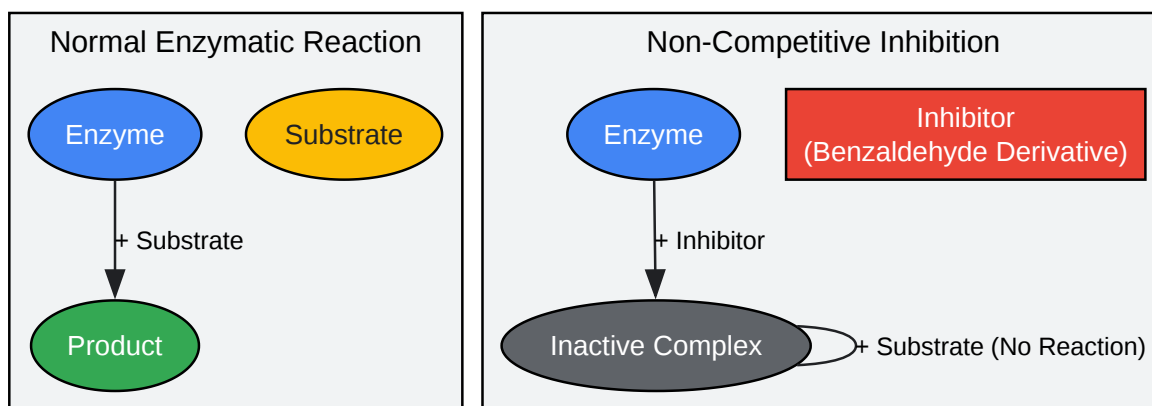 Normal Enzymatic Reaction
Enzyme
Substrate
+ Substrate
Product
Non-Competitive Inhibition
Enzyme
Inhibitor
(Benzaldehyde Derivative)
+ Inhibitor
Inactive Complex
+ Substrate (No Reaction)